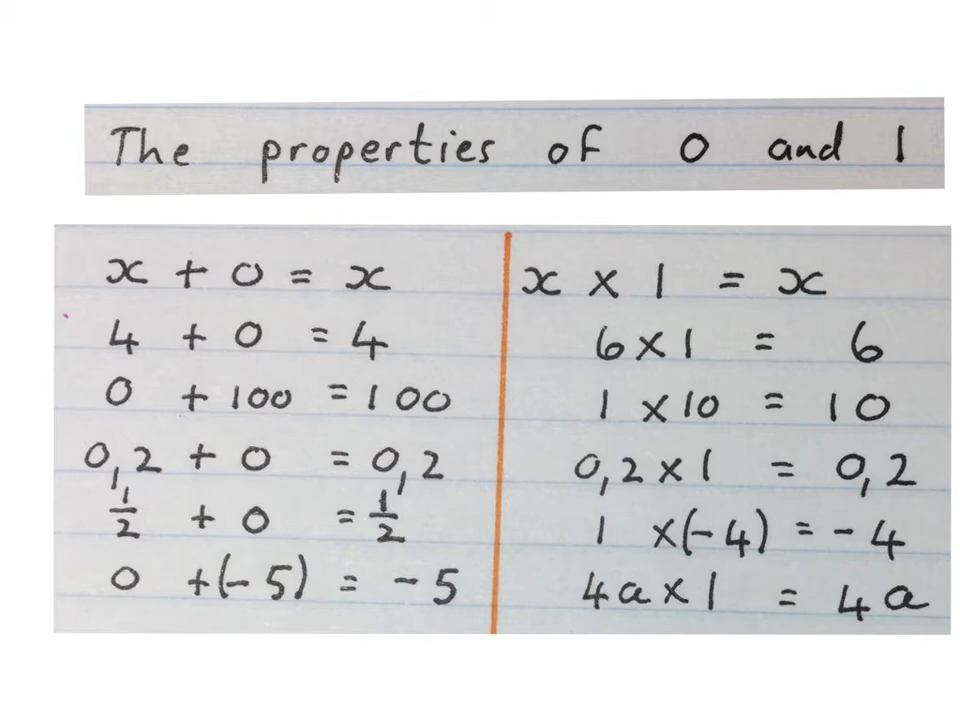 The properties of 0 and 1
x + 0 = x
4 + 0 = 4
0 + 100 = 100
0,2 + 0 = 0,2
1/2 + 0 = 1/2
0 + (-5) = -5
x × 1 = x
6 × 1 = 6
1 × 10 = 10
0,2 × 1 = 0,2
1 × (-4) = -4
4a × 1 = 4a